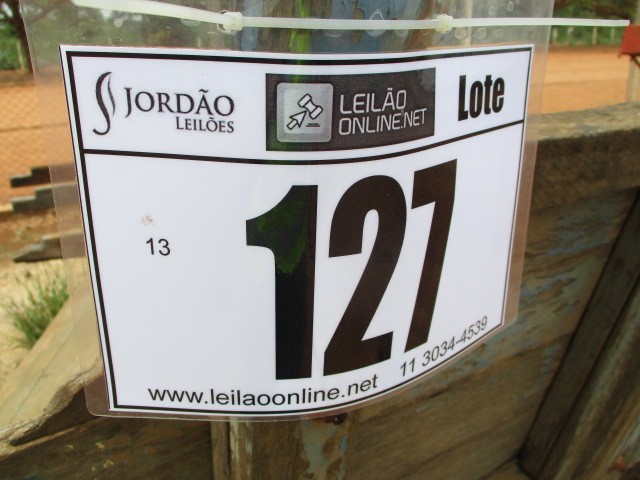 JORDÃO
LEILÕES
LEILÃO
ONLINE.NET
Lote
13
127
www.leilaoonline.net
11 3034-4539